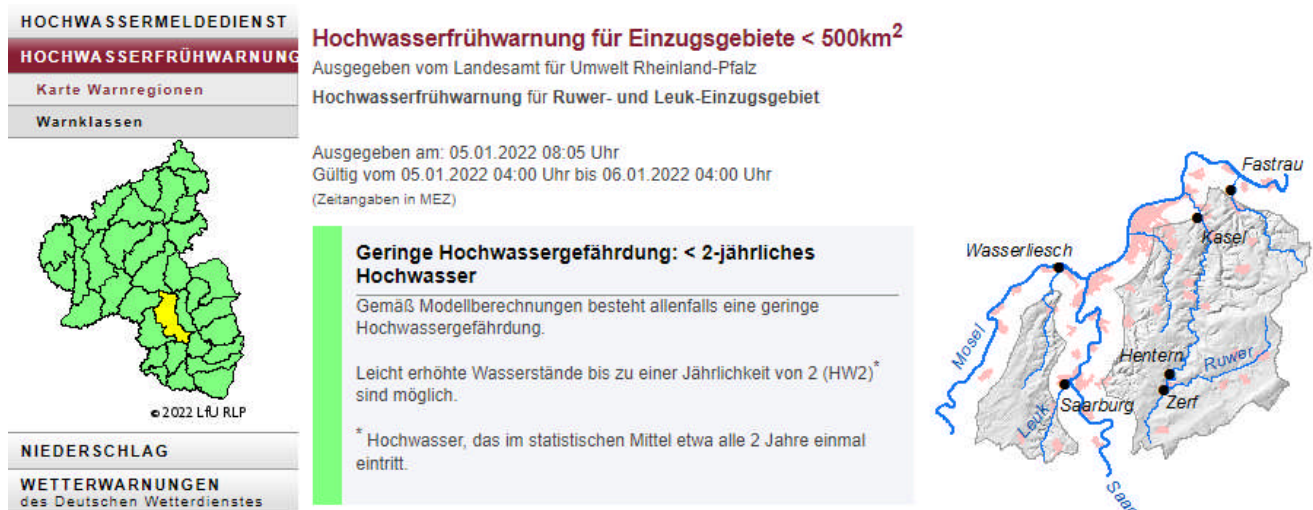 HOCHWASSERMELDEDIENST
HOCHWASSERFRÜHWARNUNG
Karte Warnregionen
Warnklassen
© 2022 LfU RLP
NIEDERSCHLAG
WETTERWARNUNGEN
des Deutschen Wetterdienstes
Hochwasserfrühwarnung für Einzugsgebiete < 500km²
Ausgegeben vom Landesamt für Umwelt Rheinland-Pfalz
Hochwasserfrühwarnung für Ruwer- und Leuk-Einzugsgebiet
Ausgegeben am: 05.01.2022 08:05 Uhr
Gültig vom 05.01.2022 04:00 Uhr bis 06.01.2022 04:00 Uhr
(Zeitangaben in MEZ)
Geringe Hochwassergefährdung: < 2-jährliches
Hochwasser
Gemäß Modellberechnungen besteht allenfalls eine geringe
Hochwassergefährdung.
Leicht erhöhte Wasserstände bis zu einer Jährlichkeit von 2 (HW2)*
sind möglich.
* Hochwasser, das im statistischen Mittel etwa alle 2 Jahre einmal
eintritt.
Fastrau
Kasel
Wasserliesch
Mosel
Hentern
Ruwer
Saarburg
Zerf
Leuk
Saar